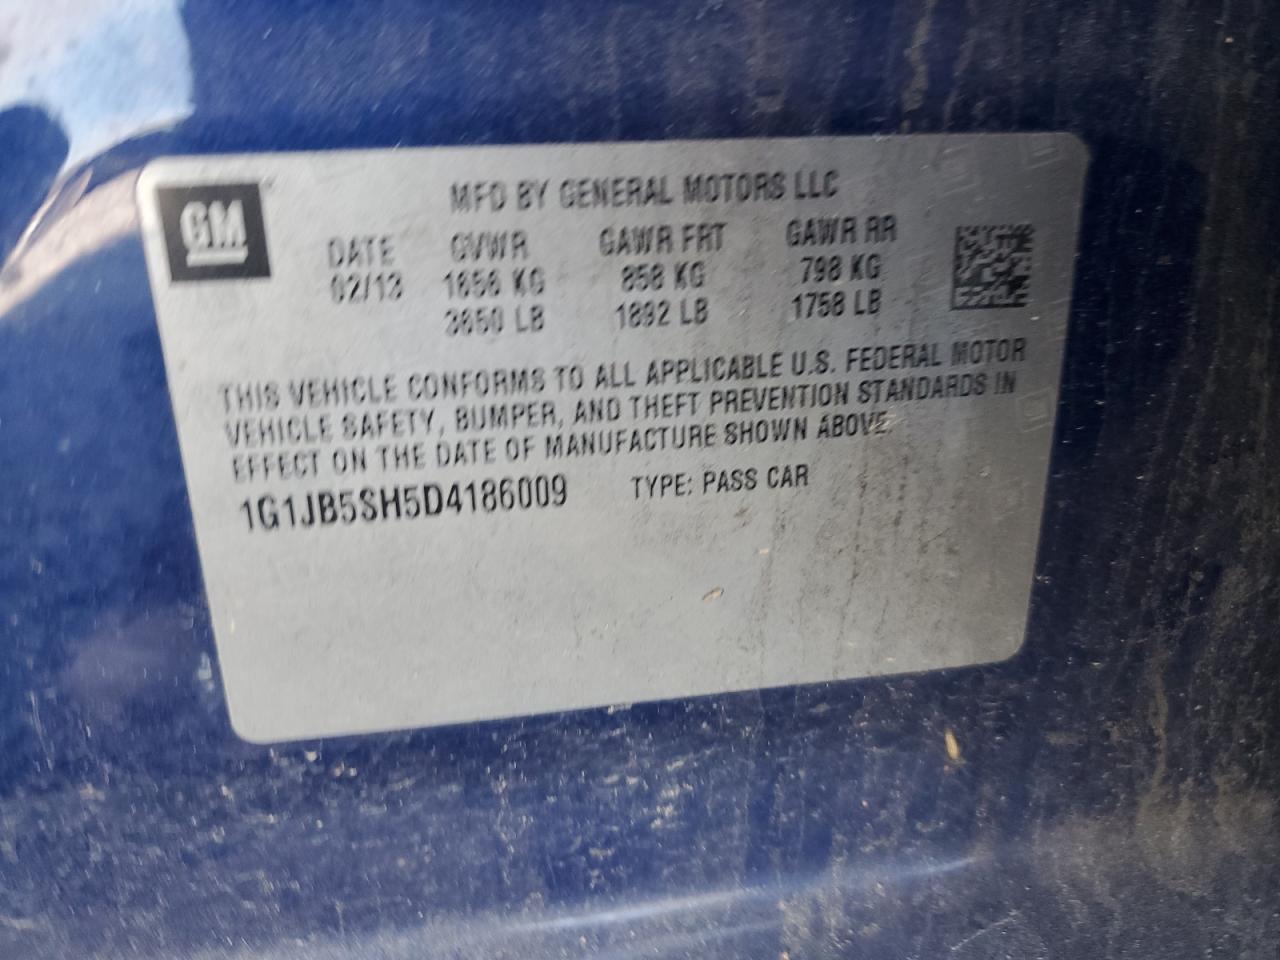 GM
MFD BY GENERAL MOTORS LLC
DATE GVWR GAWR FRT GAWR RR
02/13 1656 KG 858 KG 798 KG
3650 LB 1892 LB 1758 LB
THIS VEHICLE CONFORMS TO ALL APPLICABLE U.S. FEDERAL MOTOR
VEHICLE SAFETY, BUMPER, AND THEFT PREVENTION STANDARDS IN
EFFECT ON THE DATE OF MANUFACTURE SHOWN ABOVE.
1G1JB5SH5D4186009 TYPE: PASS CAR